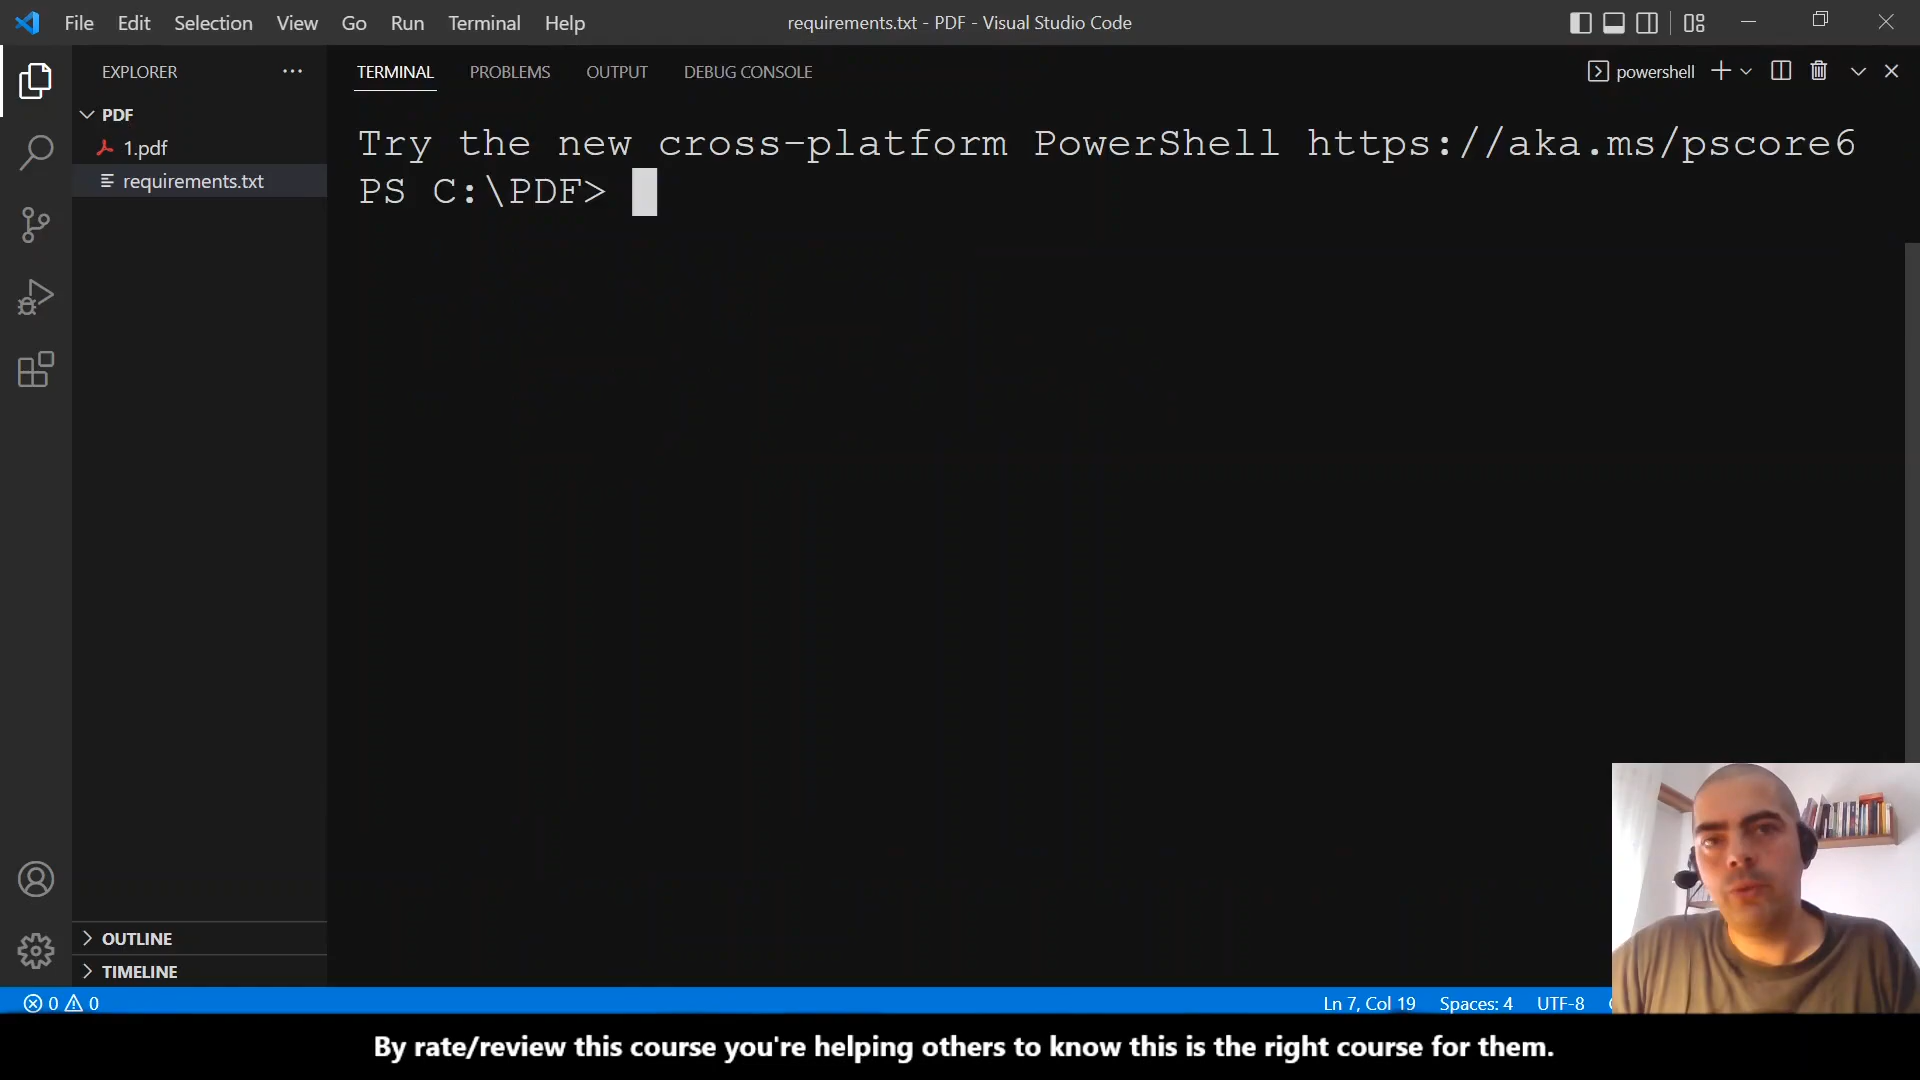 File Edit Selection View Go Run Terminal Help
requirements.txt - PDF - Visual Studio Code
EXPLORER
PDF
1.pdf
requirements.txt
OUTLINE
TIMELINE
TERMINAL PROBLEMS OUTPUT DEBUG CONSOLE
powershell
Try the new cross-platform PowerShell https://aka.ms/pscore6
PS C:\PDF>
0 0
Ln 7, Col 19 Spaces: 4 UTF-8
By rate/review this course you're helping others to know this is the right course for them.